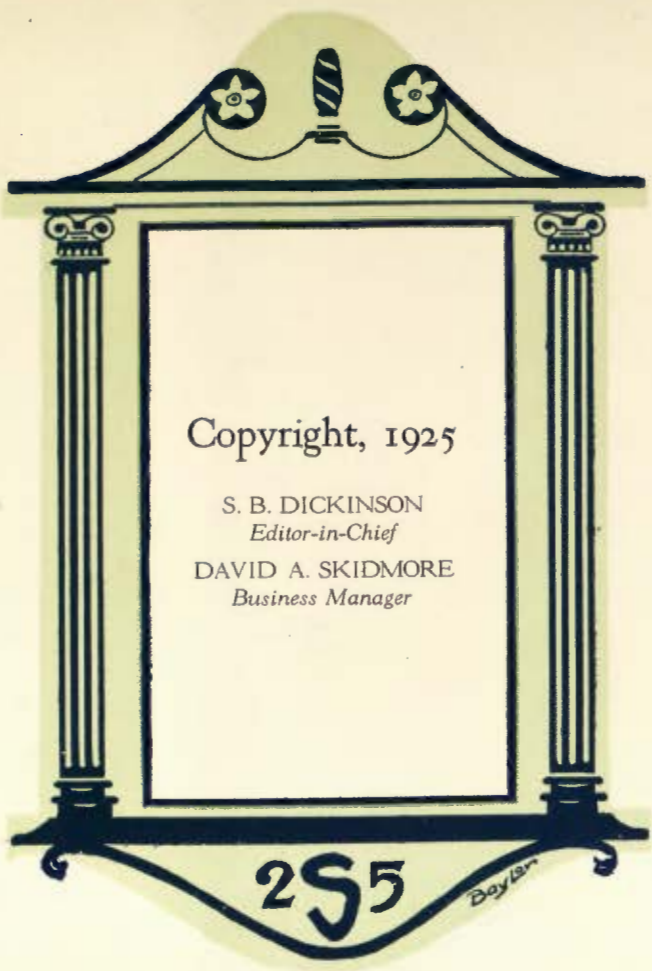 Copyright, 1925
S. B. DICKINSON
Editor-in-Chief
DAVID A. SKIDMORE
Business Manager
2S5
Baylor